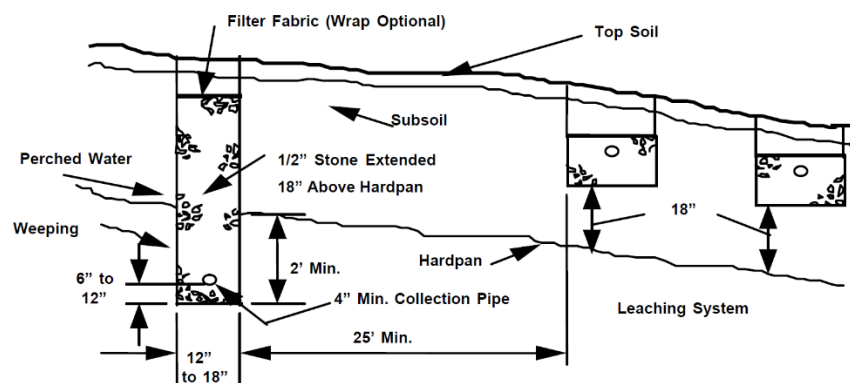 Filter Fabric (Wrap Optional)
Top Soil
Subsoil
Perched Water
1/2” Stone Extended
18” Above Hardpan
Weeping
18”
6” to
12”
2’ Min.
Hardpan
4” Min. Collection Pipe
Leaching System
25’ Min.
12”
to 18”